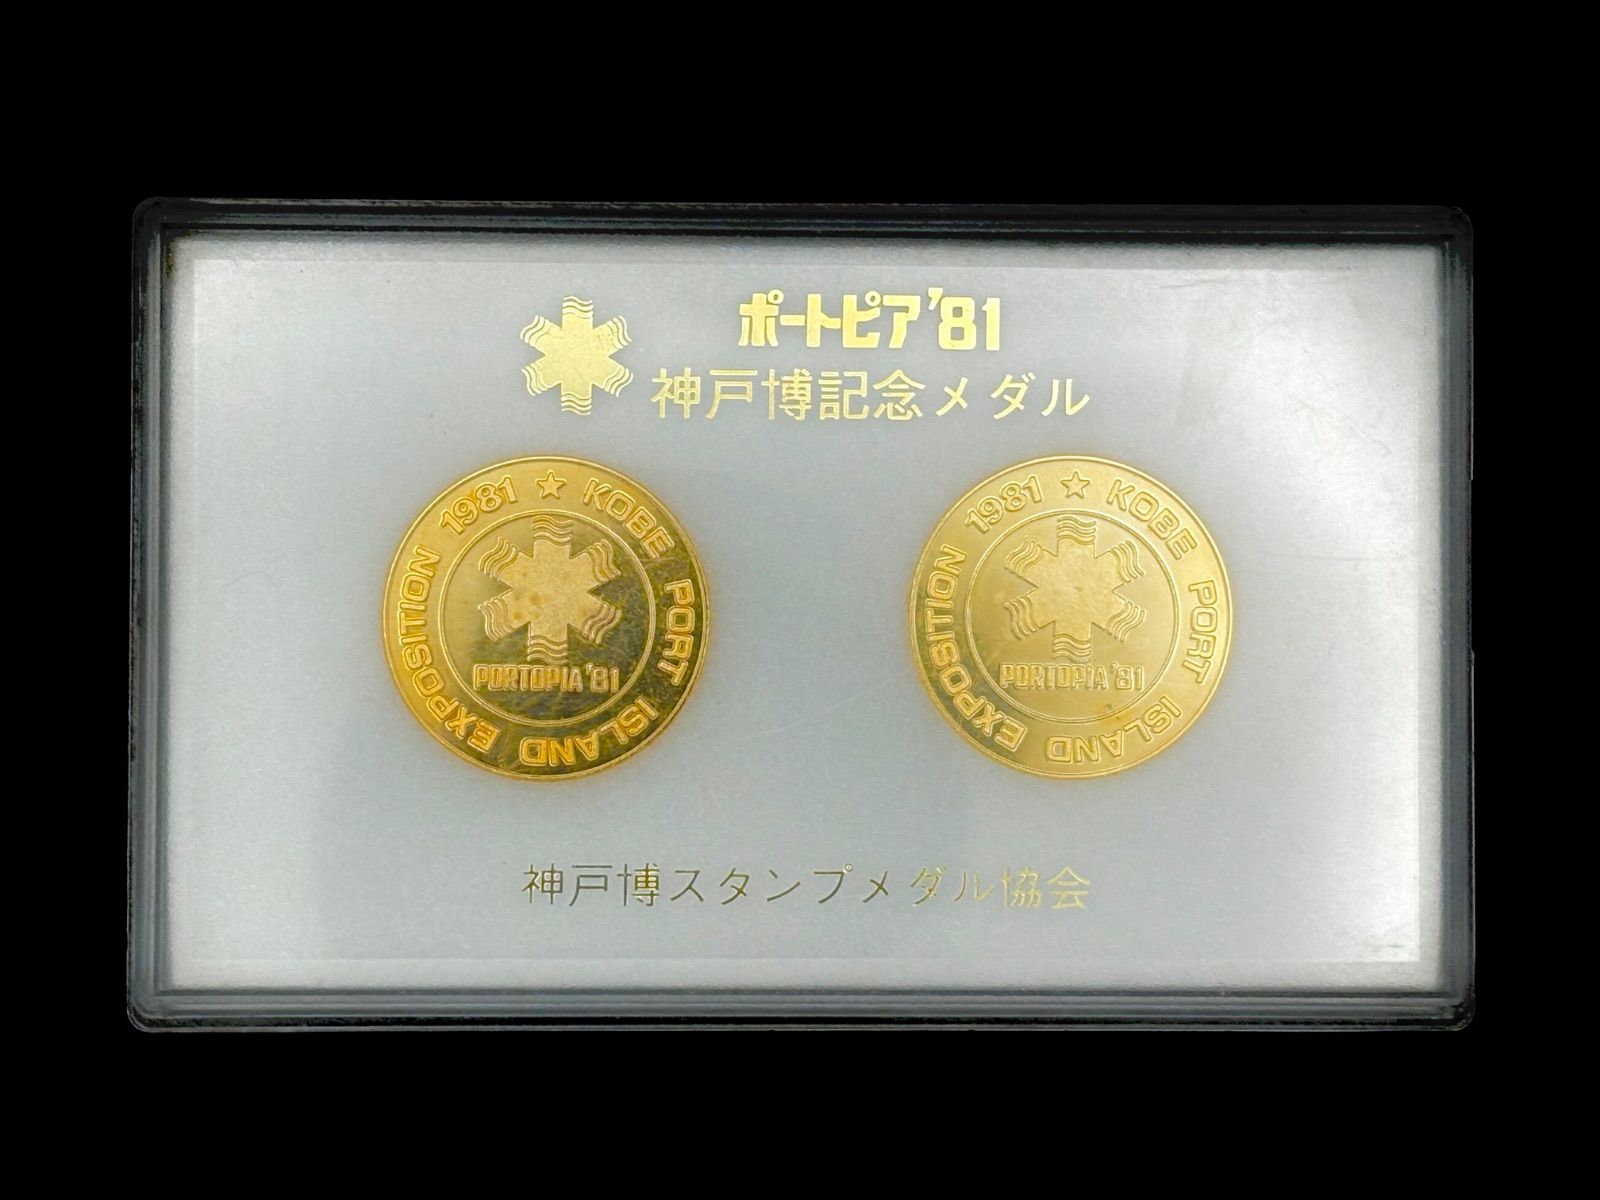 ポートピア'81
神戸博記念メダル
1981 ★ KOBE PORT ISLAND EXPOSITION
PORTOPIA '81
1981 ★ KOBE PORT ISLAND EXPOSITION
PORTOPIA '81
神戸博スタンプメダル協会